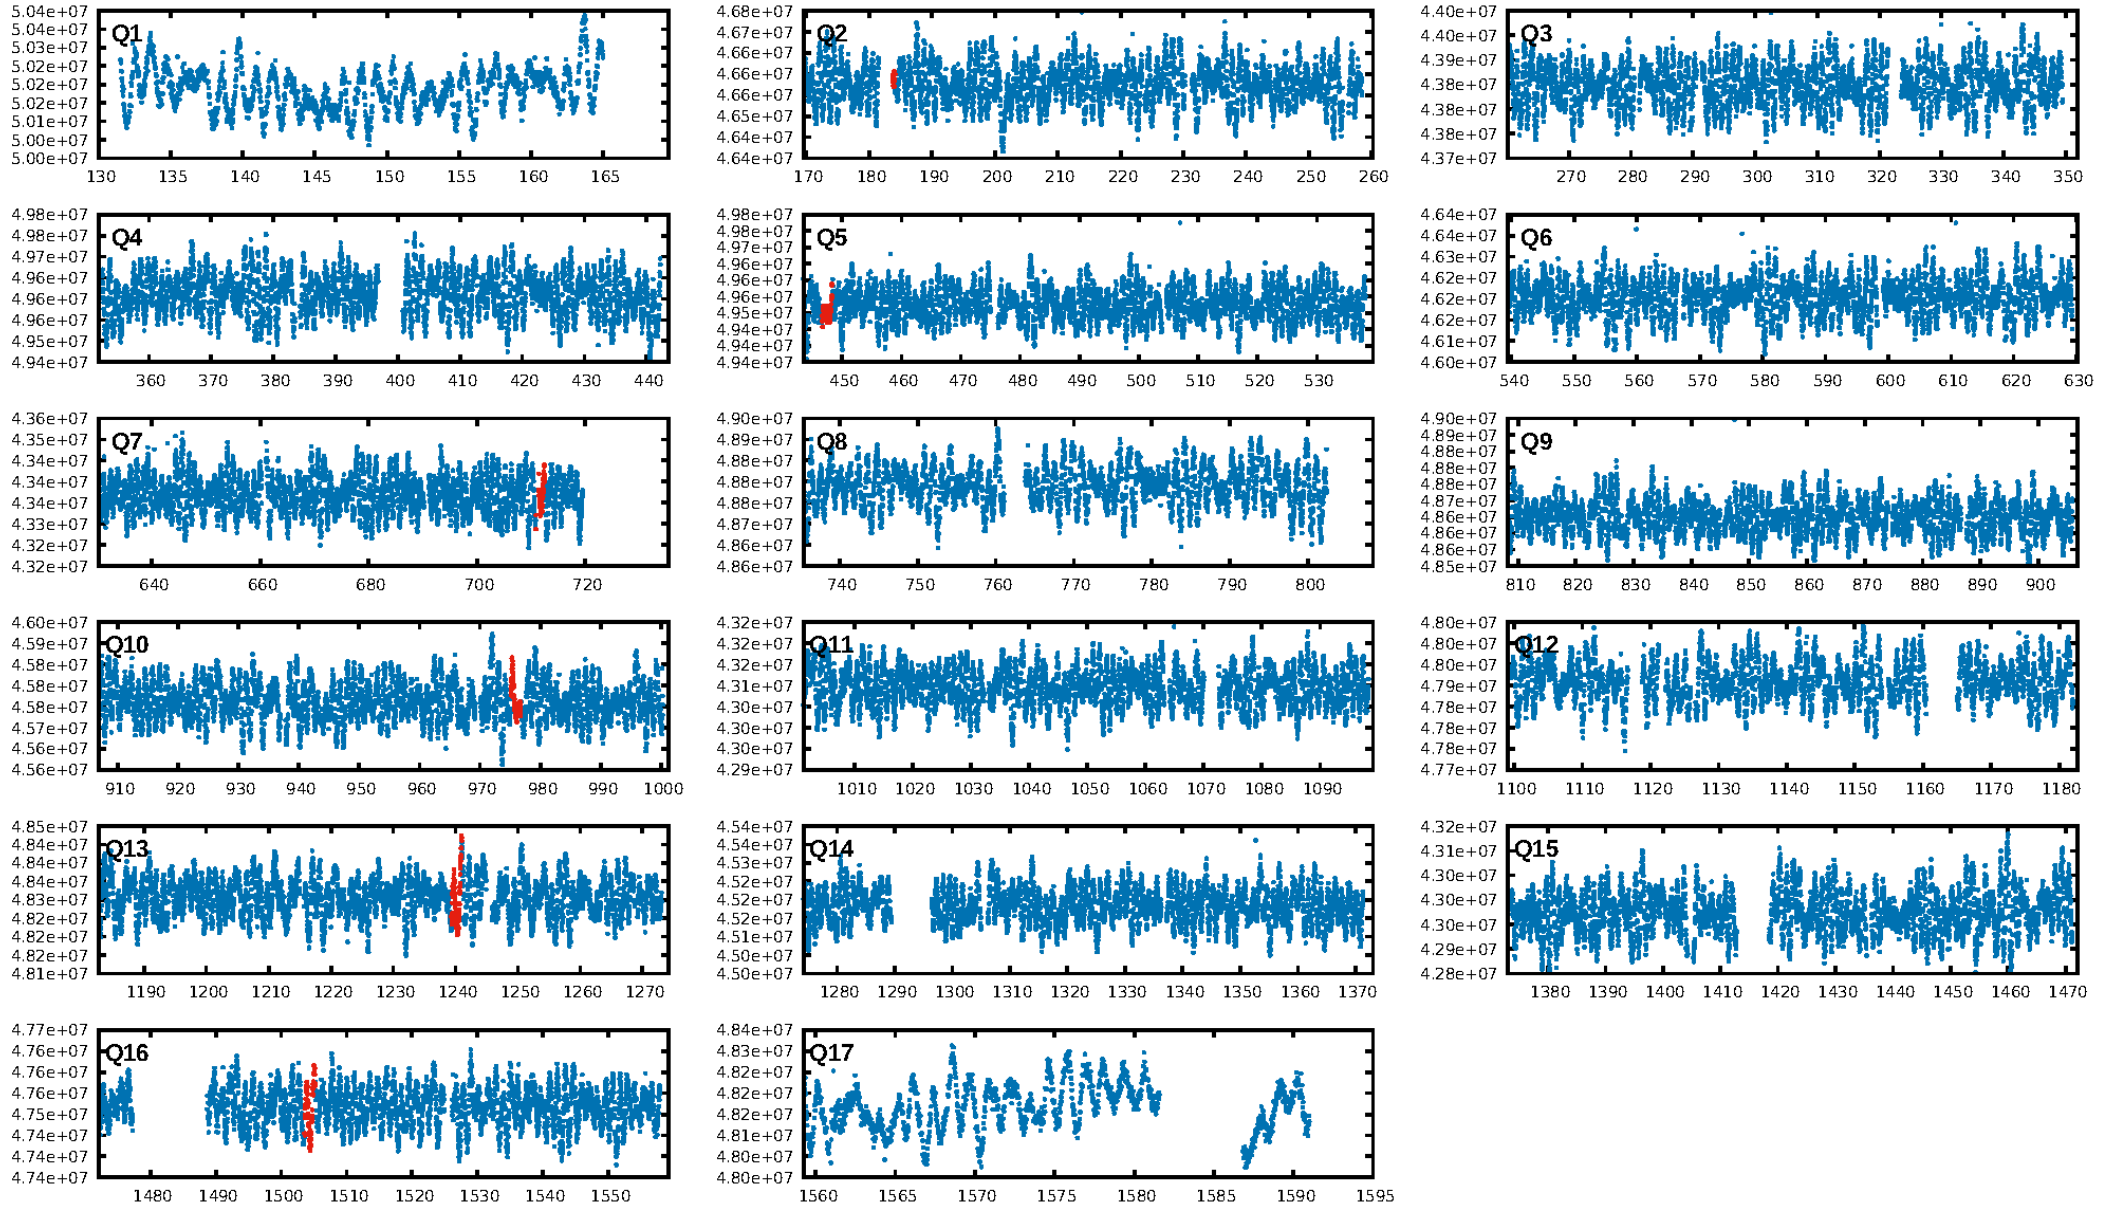 5.04e+07
5.04e+07
5.03e+07
5.02e+07
5.02e+07
5.01e+07
5.01e+07
5.00e+07
5.00e+07
Q1
130 135 140 145 150 155 160 165
4.68e+07
4.67e+07
4.66e+07
4.66e+07
4.66e+07
4.65e+07
4.64e+07
4.64e+07
Q2
170 180 190 200 210 220 230 240 250 260
4.40e+07
4.40e+07
4.39e+07
4.38e+07
4.38e+07
4.38e+07
4.37e+07
Q3
270 280 290 300 310 320 330 340 350
4.98e+07
4.98e+07
4.97e+07
4.96e+07
4.96e+07
4.96e+07
4.95e+07
4.94e+07
Q4
360 370 380 390 400 410 420 430 440
4.98e+07
4.98e+07
4.97e+07
4.96e+07
4.96e+07
4.95e+07
4.94e+07
4.94e+07
4.94e+07
Q5
450 460 470 480 490 500 510 520 530
4.64e+07
4.64e+07
4.63e+07
4.62e+07
4.62e+07
4.62e+07
4.61e+07
4.60e+07
Q6
540 550 560 570 580 590 600 610 620 630
4.36e+07
4.35e+07
4.34e+07
4.34e+07
4.34e+07
4.33e+07
4.32e+07
4.32e+07
Q7
640 660 680 700 720
4.90e+07
4.89e+07
4.88e+07
4.88e+07
4.88e+07
4.87e+07
4.86e+07
4.86e+07
Q8
740 750 760 770 780 790 800
4.90e+07
4.89e+07
4.89e+07
4.88e+07
4.88e+07
4.87e+07
4.86e+07
4.86e+07
4.86e+07
4.85e+07
Q9
810 820 830 840 850 860 870 880 890 900
4.60e+07
4.59e+07
4.58e+07
4.58e+07
4.58e+07
4.57e+07
4.56e+07
4.56e+07
Q10
910 920 930 940 950 960 970 980 990 1000
4.32e+07
4.32e+07
4.32e+07
4.31e+07
4.30e+07
4.30e+07
4.30e+07
4.29e+07
Q11
1010 1020 1030 1040 1050 1060 1070 1080 1090
4.80e+07
4.80e+07
4.80e+07
4.79e+07
4.78e+07
4.78e+07
4.78e+07
4.77e+07
Q12
1100 1110 1120 1130 1140 1150 1160 1170 1180
4.85e+07
4.84e+07
4.84e+07
4.84e+07
4.83e+07
4.82e+07
4.82e+07
4.82e+07
4.81e+07
Q13
1190 1200 1210 1220 1230 1240 1250 1260 1270
4.54e+07
4.54e+07
4.53e+07
4.52e+07
4.52e+07
4.52e+07
4.51e+07
4.50e+07
4.50e+07
Q14
1280 1290 1300 1310 1320 1330 1340 1350 1360 1370
4.32e+07
4.31e+07
4.30e+07
4.30e+07
4.30e+07
4.29e+07
4.28e+07
Q15
1380 1390 1400 1410 1420 1430 1440 1450 1460 1470
4.77e+07
4.76e+07
4.76e+07
4.76e+07
4.75e+07
4.74e+07
4.74e+07
4.74e+07
Q16
1480 1490 1500 1510 1520 1530 1540 1550
4.84e+07
4.83e+07
4.82e+07
4.82e+07
4.82e+07
4.81e+07
4.80e+07
4.80e+07
Q17
1560 1565 1570 1575 1580 1585 1590 1595